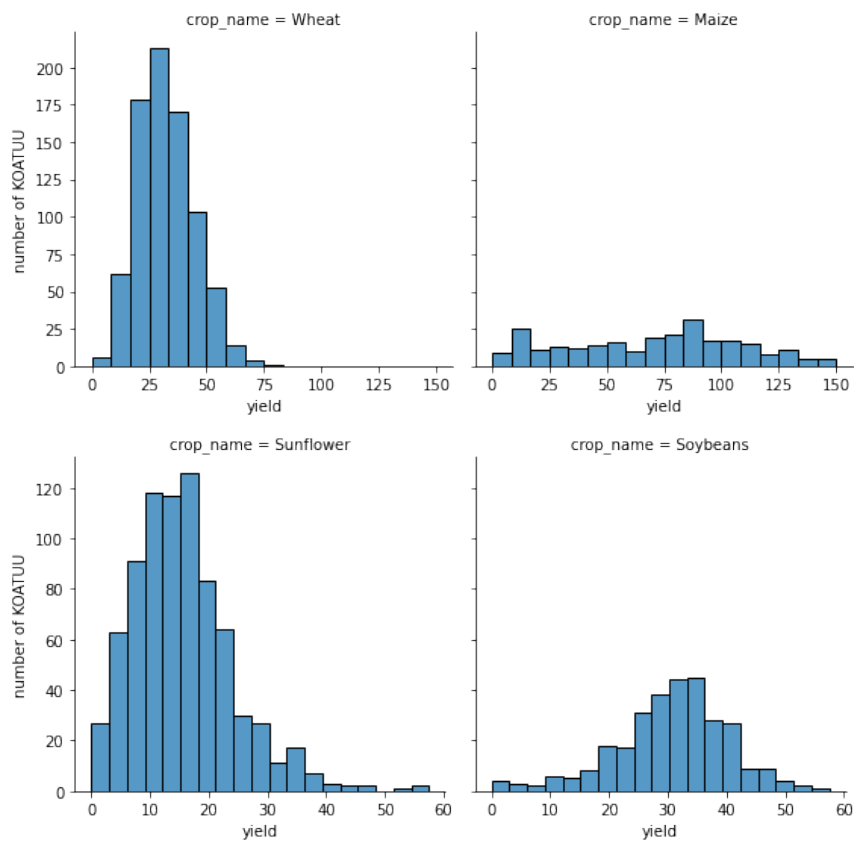 crop_name = Wheat
crop_name = Maize
number of KOATUU
200
175
150
125
100
75
50
25
0
0 25 50 75 100 125 150
0 25 50 75 100 125 150
yield
yield
crop_name = Sunflower
crop_name = Soybeans
number of KOATUU
120
100
80
60
40
20
0
0 10 20 30 40 50 60
0 10 20 30 40 50 60
yield
yield